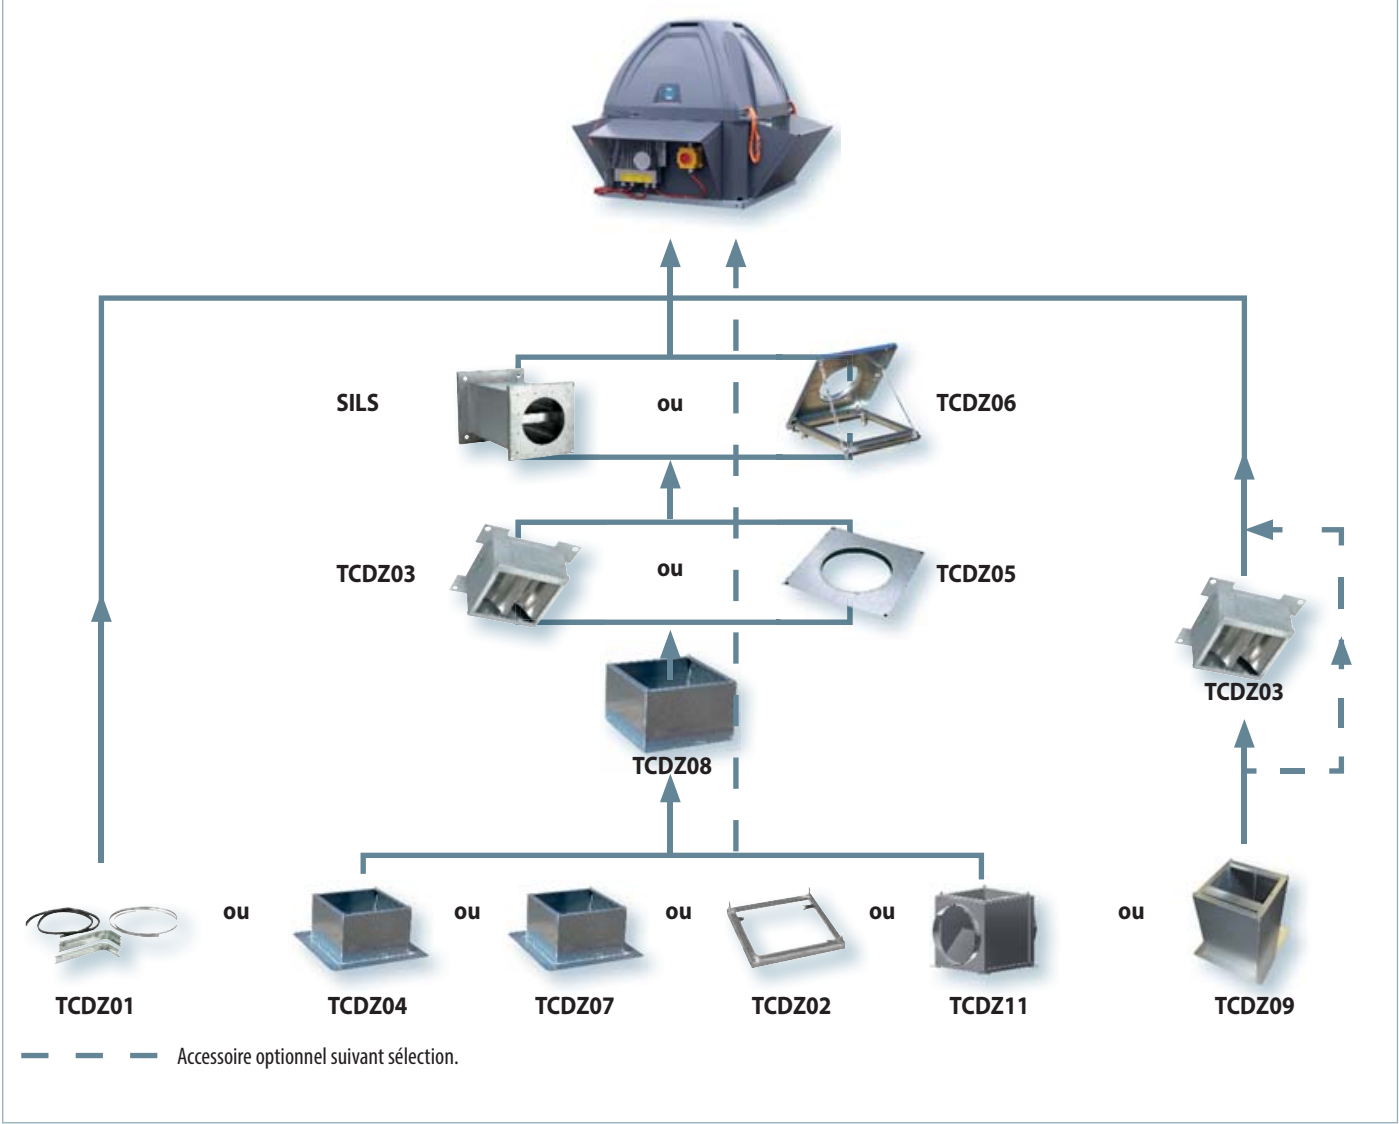 SILS
ou
TCDZ06
TCDZ03
ou
TCDZ05
TCDZ03
TCDZ08
ou
ou
ou
ou
ou
TCDZ01
TCDZ04
TCDZ07
TCDZ02
TCDZ11
TCDZ09
Accessoire optionnel suivant sélection.